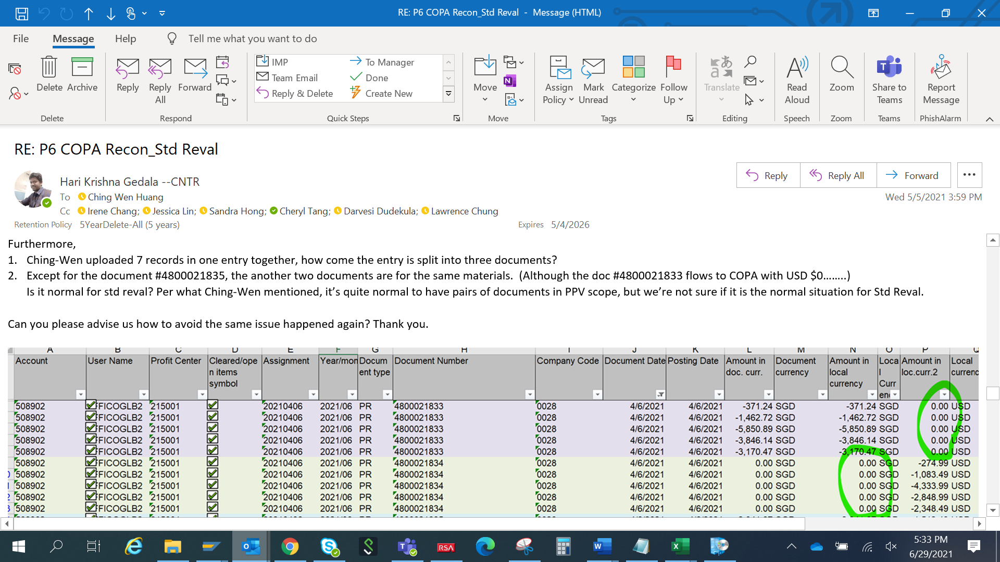 RE: P6 COPA Recon_Std Reval - Message (HTML)
File Message Help Tell me what you want to do
Delete Archive
Delete
Reply Reply All Forward
Respond
IMP To Manager
Team Email Done
Reply & Delete Create New
Quick Steps
Move
Move
Assign Policy Mark Unread Categorize Follow Up
Tags
Translate
Editing
Read Aloud
Speech
Zoom
Zoom
Share to Teams
Teams
Report Message
PhishAlarm
RE: P6 COPA Recon_Std Reval
Hari Krishna Gedala --CNTR
Reply Reply All Forward
To Ching Wen Huang
Wed 5/5/2021 3:59 PM
Cc Irene Chang; Jessica Lin; Sandra Hong; Cheryl Tang; Darvesi Dudekula; Lawrence Chung
Retention Policy 5YearDelete-All (5 years) Expires 5/4/2026
Furthermore,
1. Ching-Wen uploaded 7 records in one entry together, how come the entry is split into three documents?
2. Except for the document #4800021835, the another two documents are for the same materials. (Although the doc #4800021833 flows to COPA with USD $0........)
Is it normal for std reval? Per what Ching-Wen mentioned, it’s quite normal to have pairs of documents in PPV scope, but we’re not sure if it is the normal situation for Std Reval.
Can you please advise us how to avoid the same issue happened again? Thank you.
A B C D E F G H I J K L M N O P Q
Account User Name Profit Center Cleared/ope Assignment Year/mon Docum Document Number Company Code Document Date Posting Date Amount in Document Amount in Loca Amount in Local
n items ent type doc. curr. currency local l loc.curr.2 currenc
symbol currency Curr
en
508902 FFICOGLB2 215001 20210406 2021/06 PR 4800021833 0028 4/6/2021 4/6/2021 -371.24 SGD -371.24 SGD 0.00 USD
508902 FFICOGLB2 215001 20210406 2021/06 PR 4800021833 0028 4/6/2021 4/6/2021 -1,462.72 SGD -1,462.72 SGD 0.00 USD
508902 FFICOGLB2 215001 20210406 2021/06 PR 4800021833 0028 4/6/2021 4/6/2021 -5,850.89 SGD -5,850.89 SGD 0.00 USD
508902 FFICOGLB2 215001 20210406 2021/06 PR 4800021833 0028 4/6/2021 4/6/2021 -3,846.14 SGD -3,846.14 SGD 0.00 USD
508902 FFICOGLB2 215001 20210406 2021/06 PR 4800021833 0028 4/6/2021 4/6/2021 -3,170.47 SGD -3,170.47 SGD 0.00 USD
508902 FFICOGLB2 215001 20210406 2021/06 PR 4800021834 0028 4/6/2021 4/6/2021 0.00 SGD 0.00 SGD -274.99 USD
508902 FFICOGLB2 215001 20210406 2021/06 PR 4800021834 0028 4/6/2021 4/6/2021 0.00 SGD 0.00 SGD -1,083.49 USD
508902 FFICOGLB2 215001 20210406 2021/06 PR 4800021834 0028 4/6/2021 4/6/2021 0.00 SGD 0.00 SGD -4,333.99 USD
508902 FFICOGLB2 215001 20210406 2021/06 PR 4800021834 0028 4/6/2021 4/6/2021 0.00 SGD 0.00 SGD -2,848.99 USD
508902 FFICOGLB2 215001 20210406 2021/06 PR 4800021834 0028 4/6/2021 4/6/2021 0.00 SGD 0.00 SGD -2,348.49 USD
RSA
5:33 PM
6/29/2021